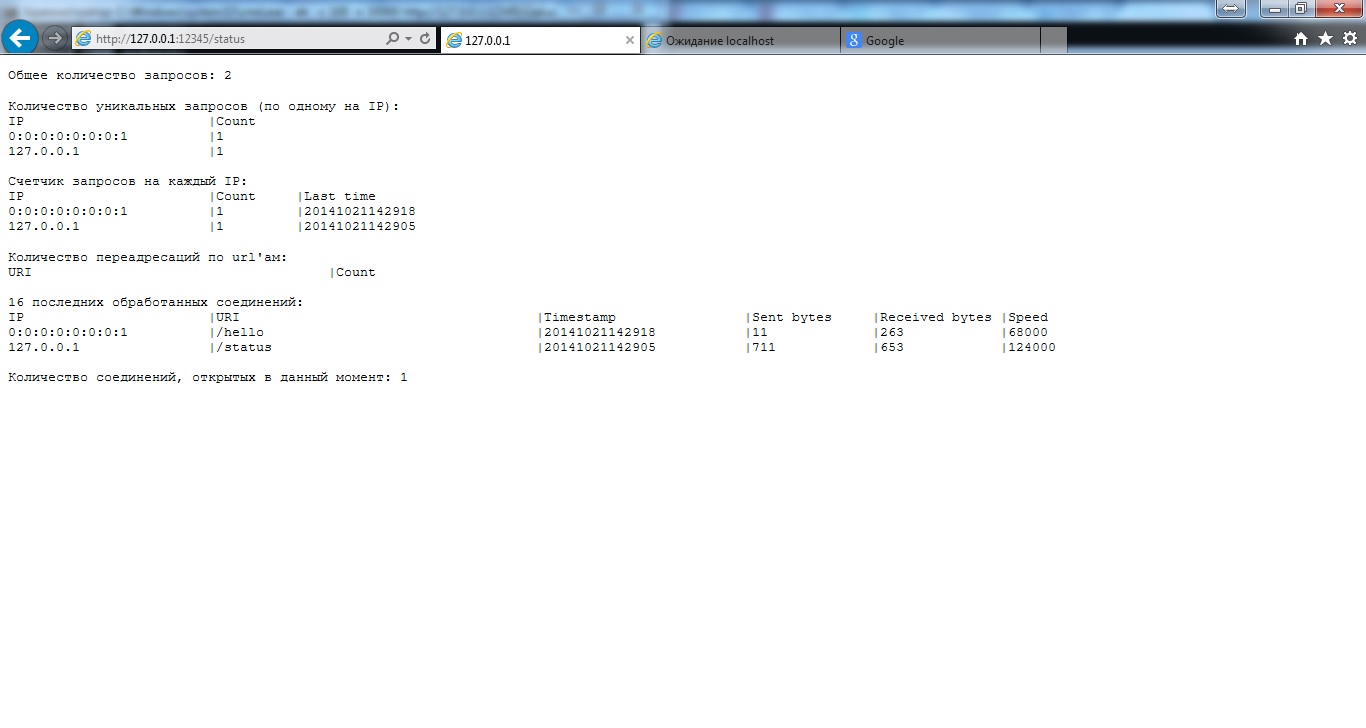 http://127.0.0.1:12345/status
127.0.0.1
Ожидание localhost
Google
Общее количество запросов: 2
Количество уникальных запросов (по одному на IP):
IP |Count
0:0:0:0:0:0:0:1 |1
127.0.0.1 |1
Счетчик запросов на каждый IP:
IP |Count |Last time
0:0:0:0:0:0:0:1 |1 |20141021142918
127.0.0.1 |1 |20141021142905
Количество переадресаций по url'ам:
URI |Count
16 последних обработанных соединений:
IP |URI |Timestamp |Sent bytes |Received bytes |Speed
0:0:0:0:0:0:0:1 |/hello |20141021142918 |11 |263 |68000
127.0.0.1 |/status |20141021142905 |711 |653 |124000
Количество соединений, открытых в данный момент: 1